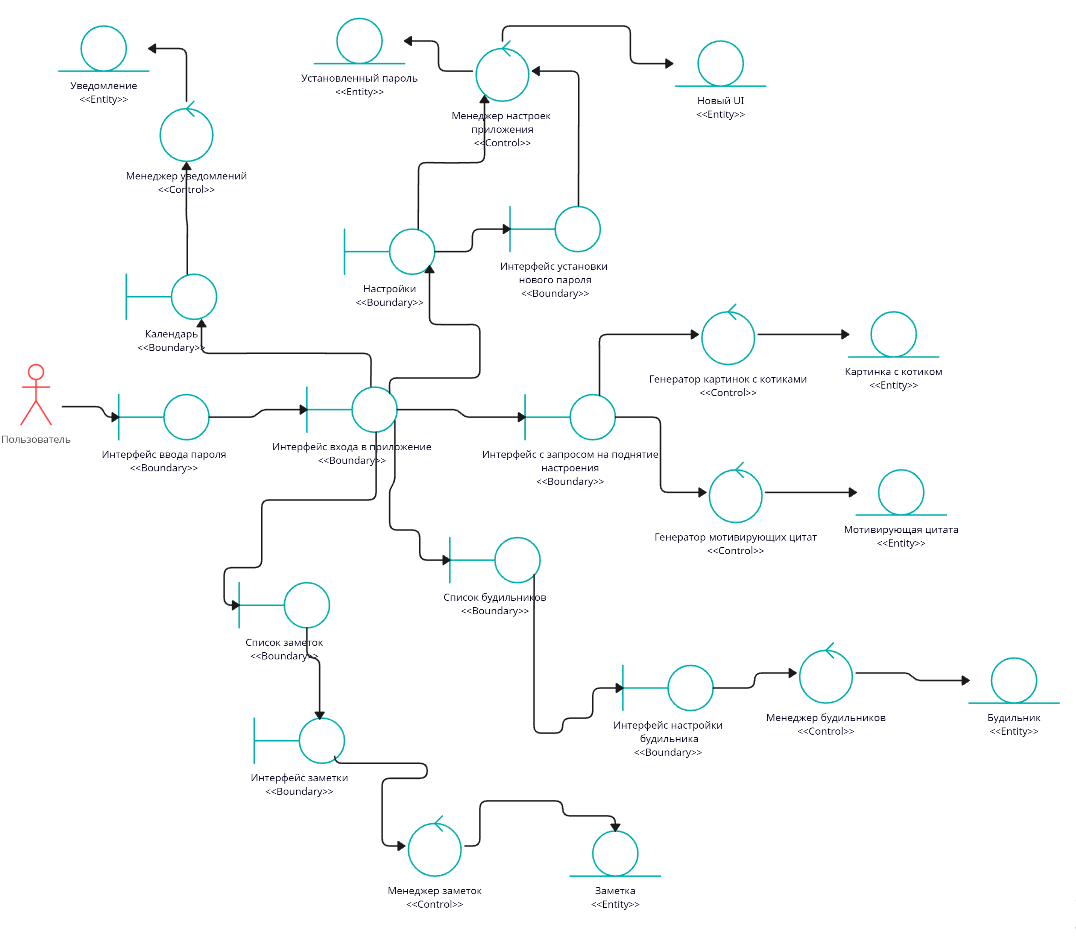 Уведомление
<<Entity>>
Установленный пароль
<<Entity>>
Менеджер настроек
приложения
<<Control>>
Новый UI
<<Entity>>
Менеджер уведомлений
<<Control>>
Настройки
<<Boundary>>
Интерфейс установки
нового пароля
<<Boundary>>
Календарь
<<Boundary>>
Генератор картинок с котиками
<<Control>>
Картинка с котиком
<<Entity>>
Пользователь
Интерфейс ввода пароля
<<Boundary>>
Интерфейс входа в приложение
<<Boundary>>
Интерфейс с запросом на поднятие
настроения
<<Boundary>>
Генератор мотивирующих цитат
<<Control>>
Мотивирующая цитата
<<Entity>>
Список будильников
<<Boundary>>
Список заметок
<<Boundary>>
Интерфейс настройки
будильника
<<Boundary>>
Менеджер будильников
<<Control>>
Будильник
<<Entity>>
Интерфейс заметки
<<Boundary>>
Менеджер заметок
<<Control>>
Заметка
<<Entity>>